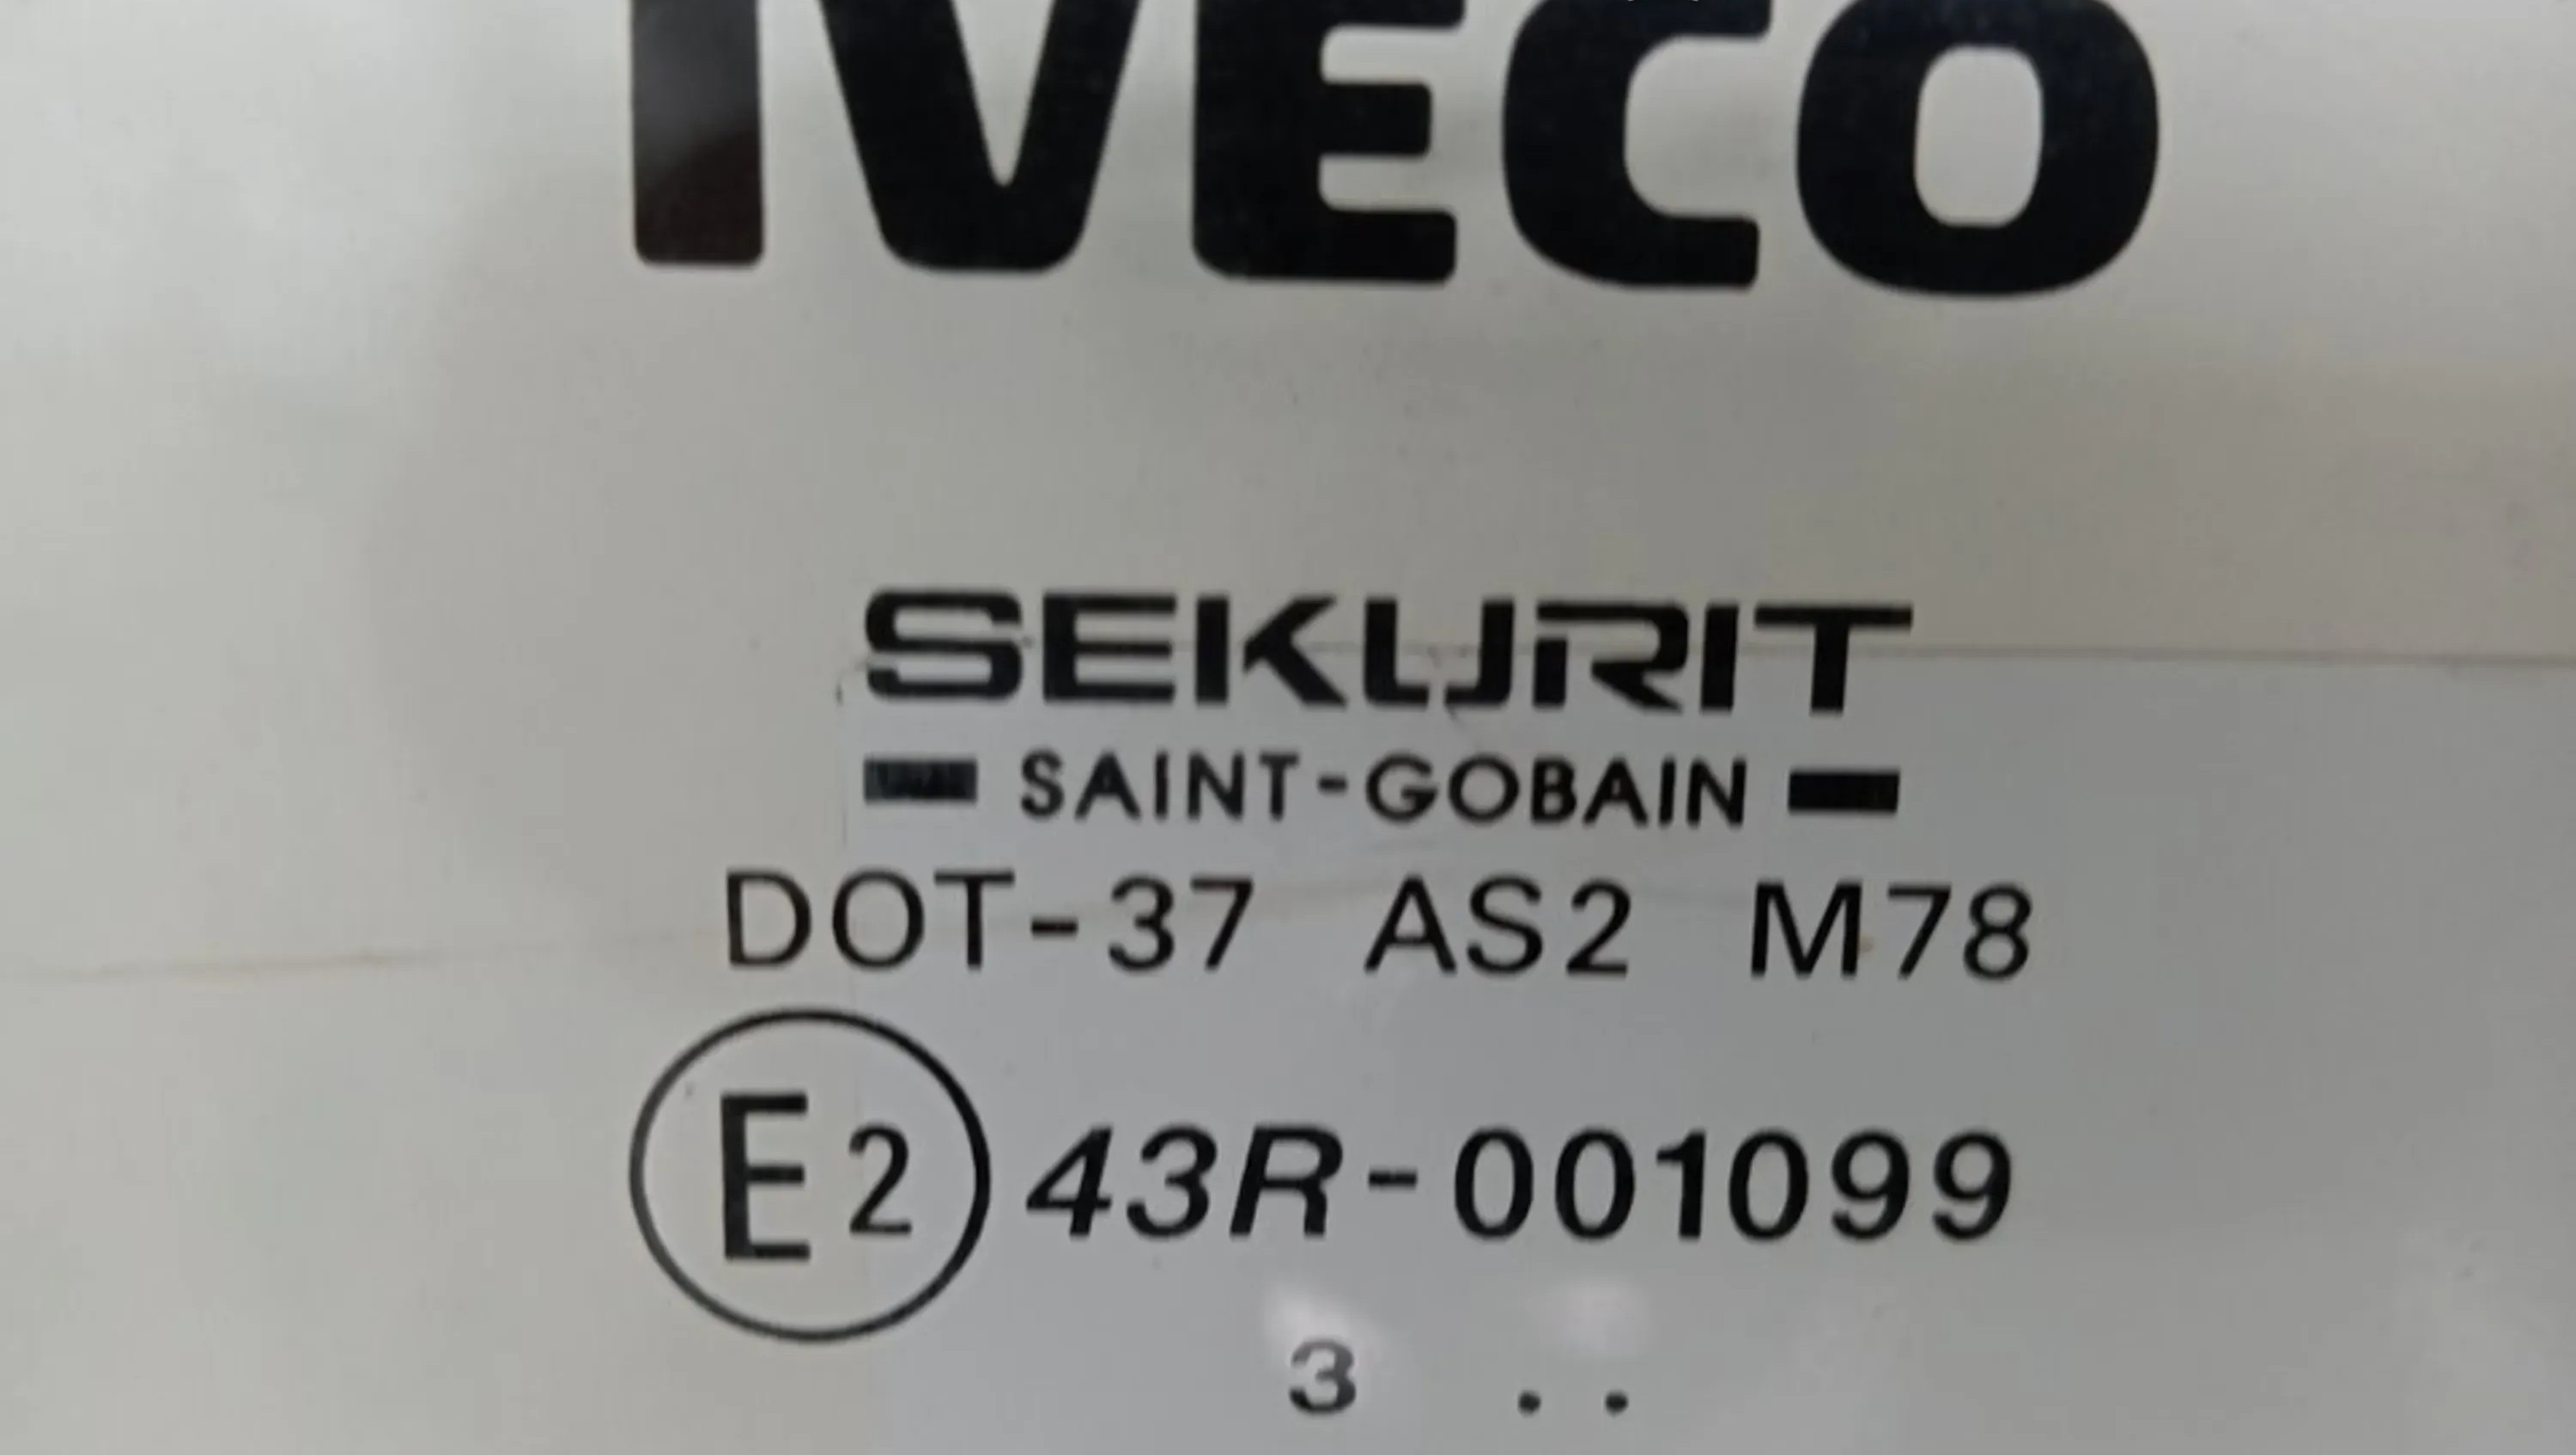 IVECO
SEKURIT
SAINT-GOBAIN
DOT-37 AS2 M78
E2 43R-001099
3 . .